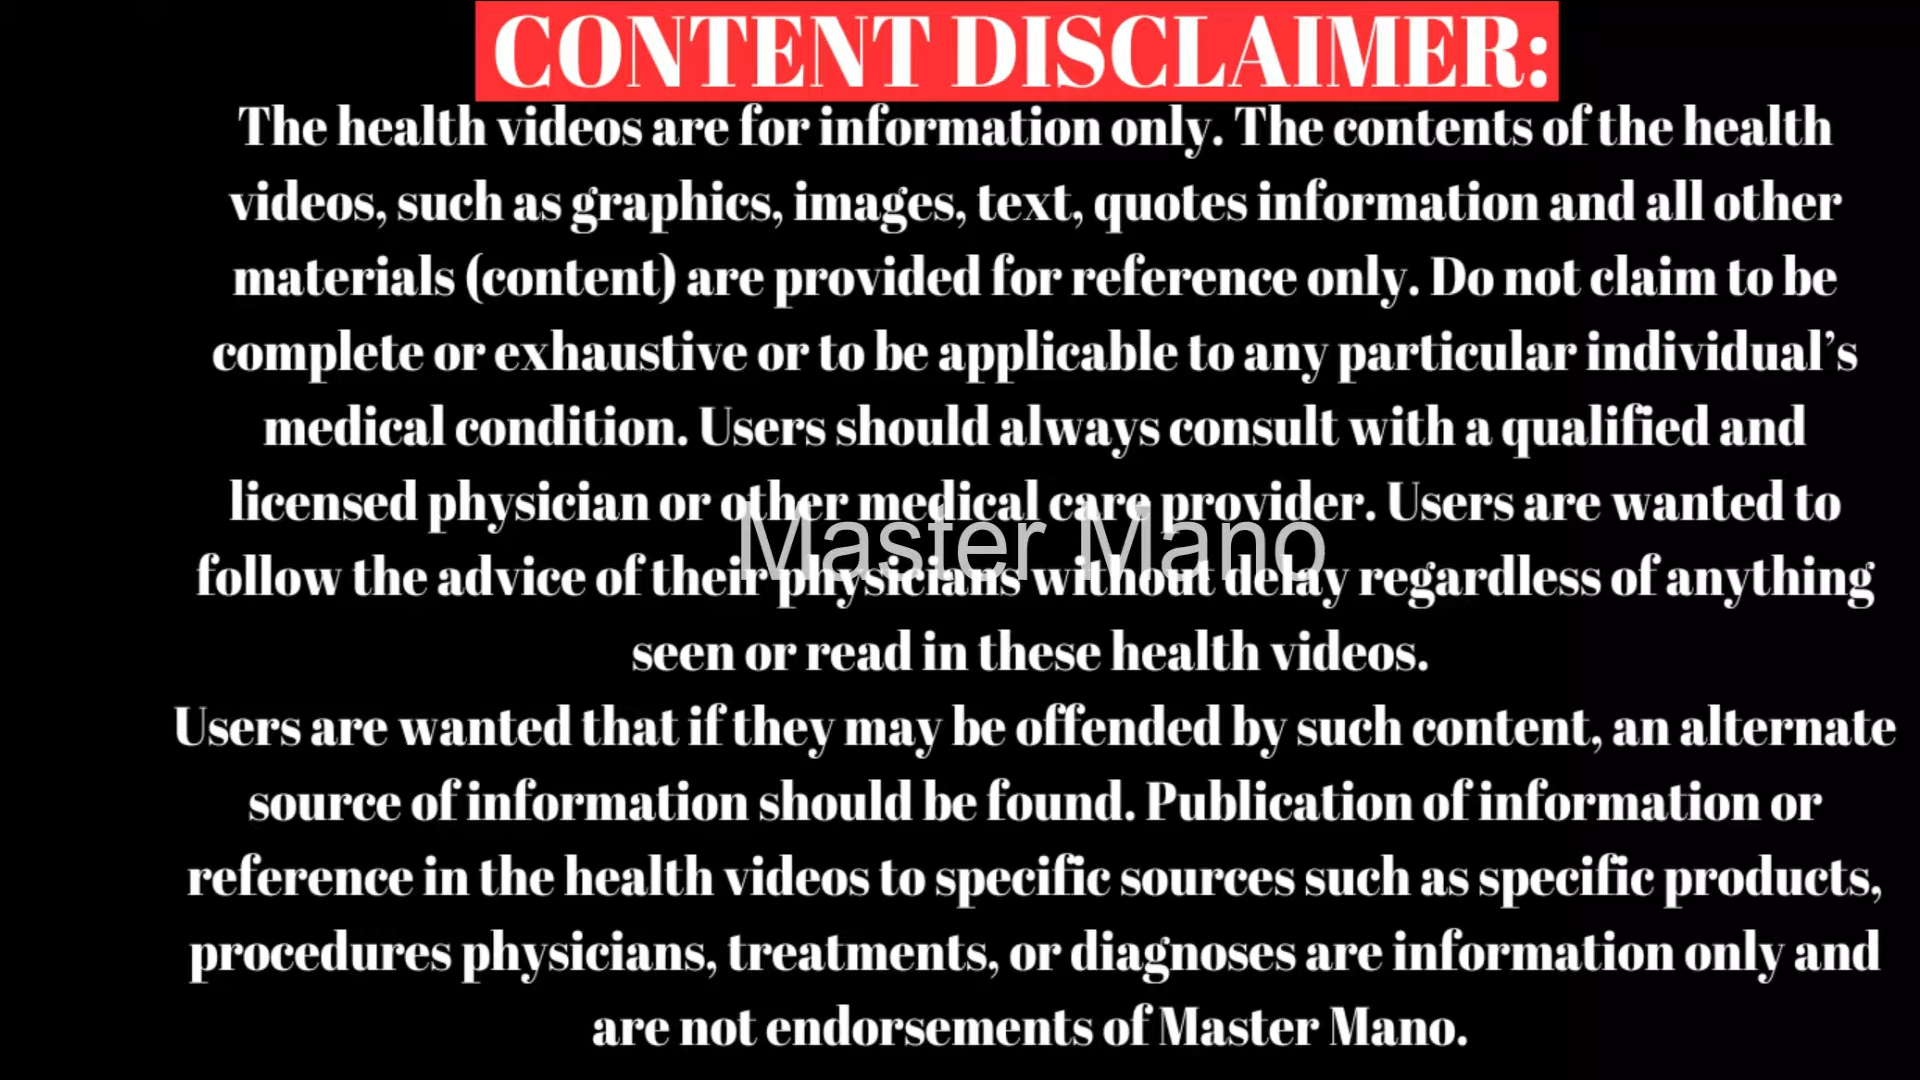 CONTENT DISCLAIMER:
The health videos are for information only. The contents of the health
videos, such as graphics, images, text, quotes information and all other
materials (content) are provided for reference only. Do not claim to be
complete or exhaustive or to be applicable to any particular individual’s
medical condition. Users should always consult with a qualified and
licensed physician or other medical care provider. Users are wanted to
Master Mano
follow the advice of their physicians without delay regardless of anything
seen or read in these health videos.
Users are wanted that if they may be offended by such content, an alternate
source of information should be found. Publication of information or
reference in the health videos to specific sources such as specific products,
procedures physicians, treatments, or diagnoses are information only and
are not endorsements of Master Mano.